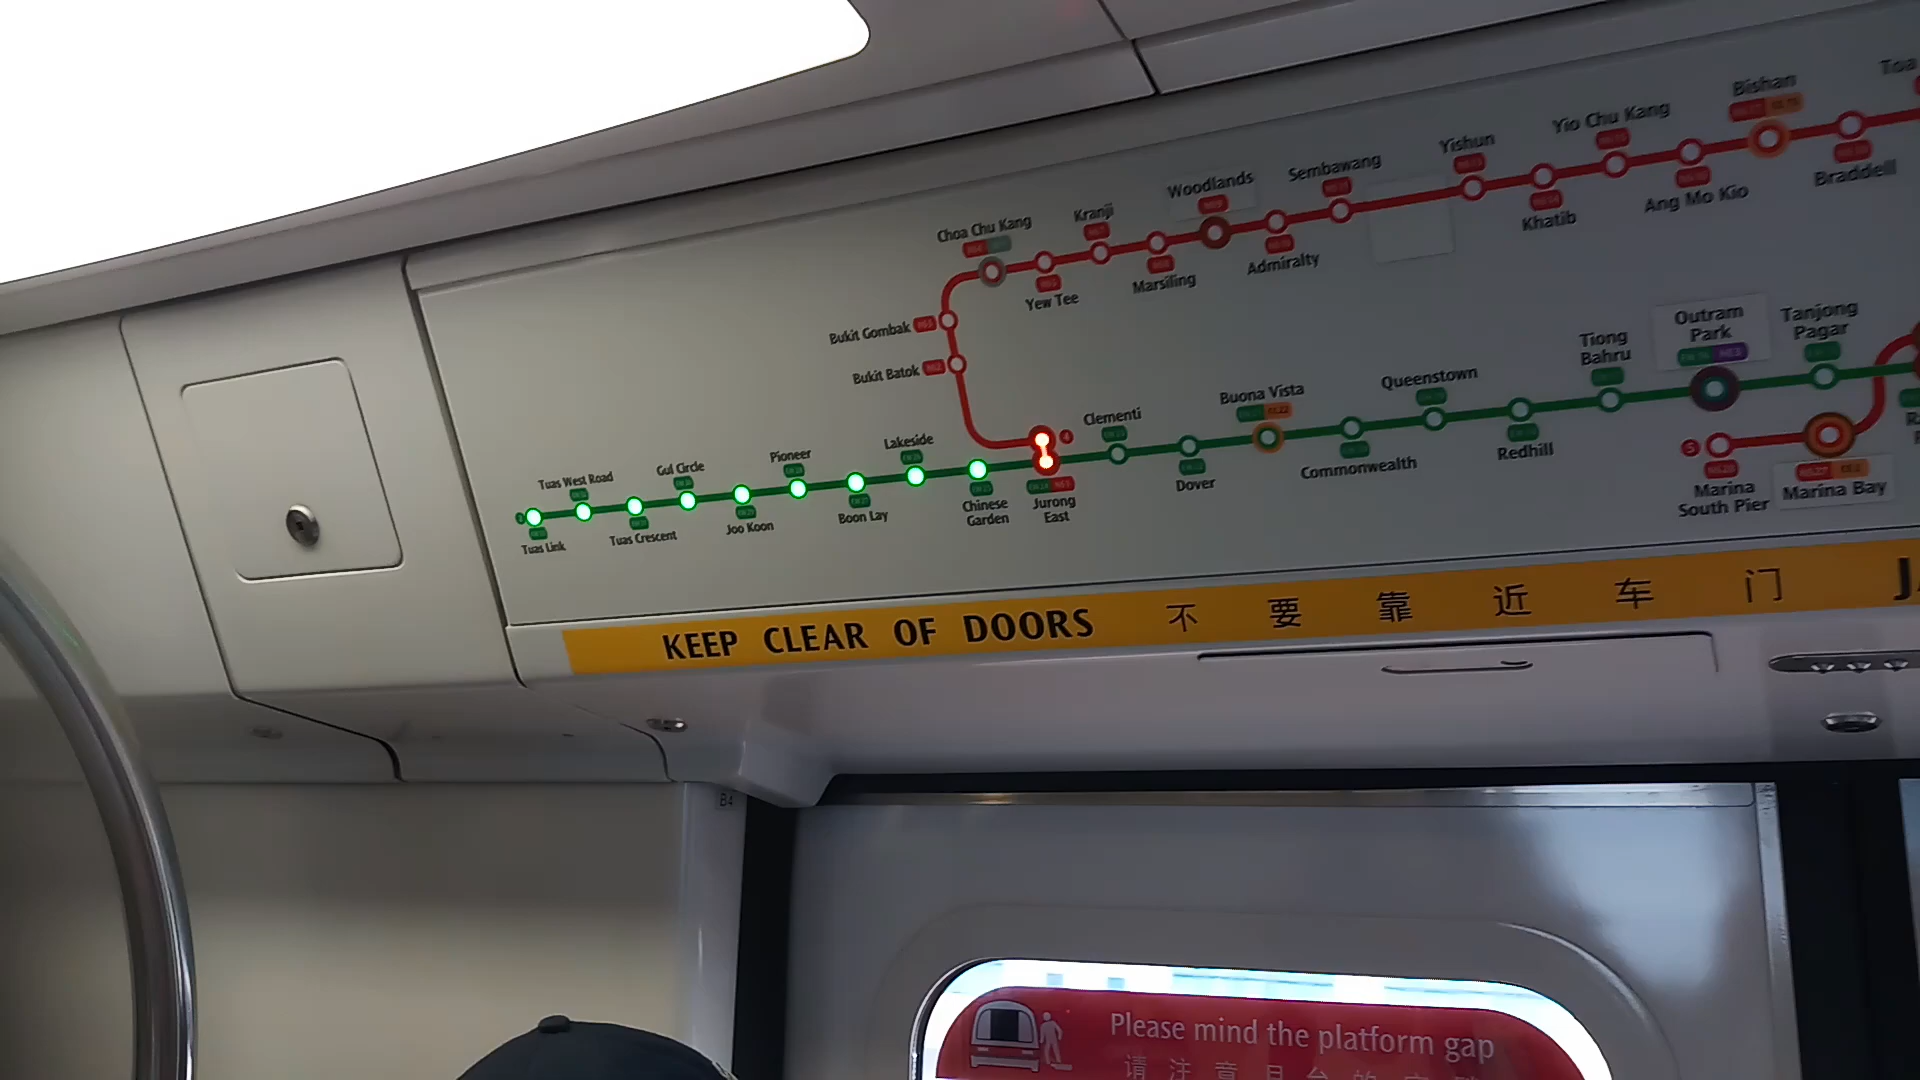 Toa
Bishan
Yio Chu Kang
Yishun
Sembawang
Woodlands
Kranji
Choa Chu Kang
Braddell
Ang Mo Kio
Khatib
Admiralty
Marsiling
Yew Tee
Bukit Gombak
Bukit Batok
Tanjong
Pagar
Outram
Park
Tiong
Bahru
Queenstown
Buona Vista
Clementi
Lakeside
Pioneer
Gul Circle
Tuas West Road
Redhill
Commonwealth
Dover
Jurong
East
Chinese
Garden
Boon Lay
Joo Koon
Tuas Crescent
Tuas Link
Marina
South Pier
Marina Bay
KEEP CLEAR OF DOORS 不要靠近车门
B4
Please mind the platform gap